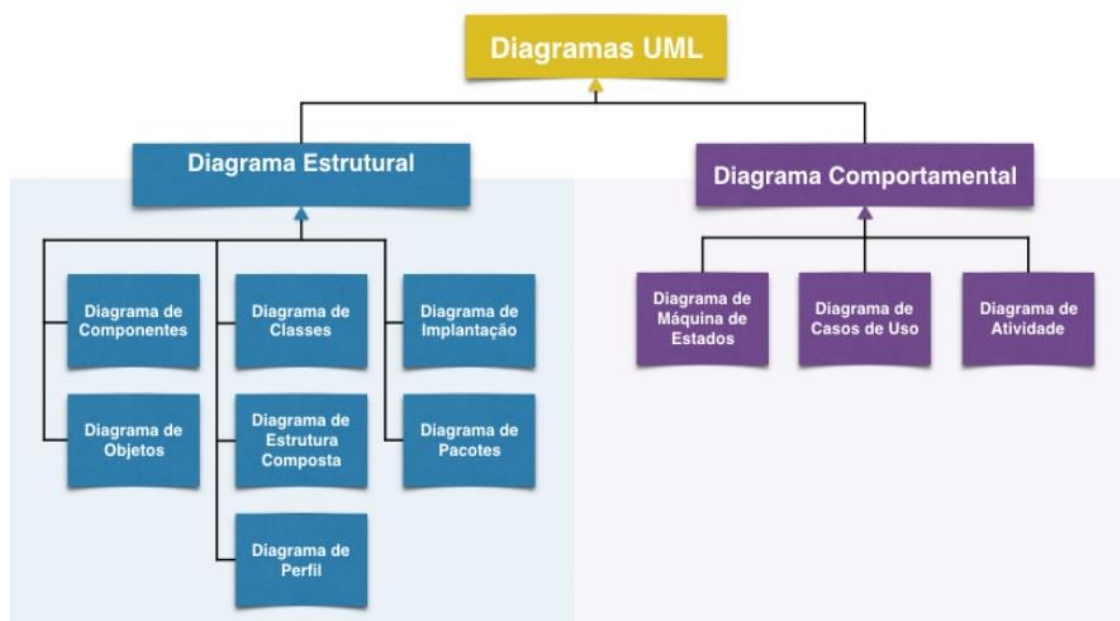 Diagramas UML
Diagrama Estrutural
Diagrama Comportamental
Diagrama de
Componentes
Diagrama de
Classes
Diagrama de
Implantação
Diagrama de
Máquina de
Estados
Diagrama de
Casos de Uso
Diagrama de
Atividade
Diagrama de
Objetos
Diagrama de
Estrutura
Composta
Diagrama de
Pacotes
Diagrama de
Perfil